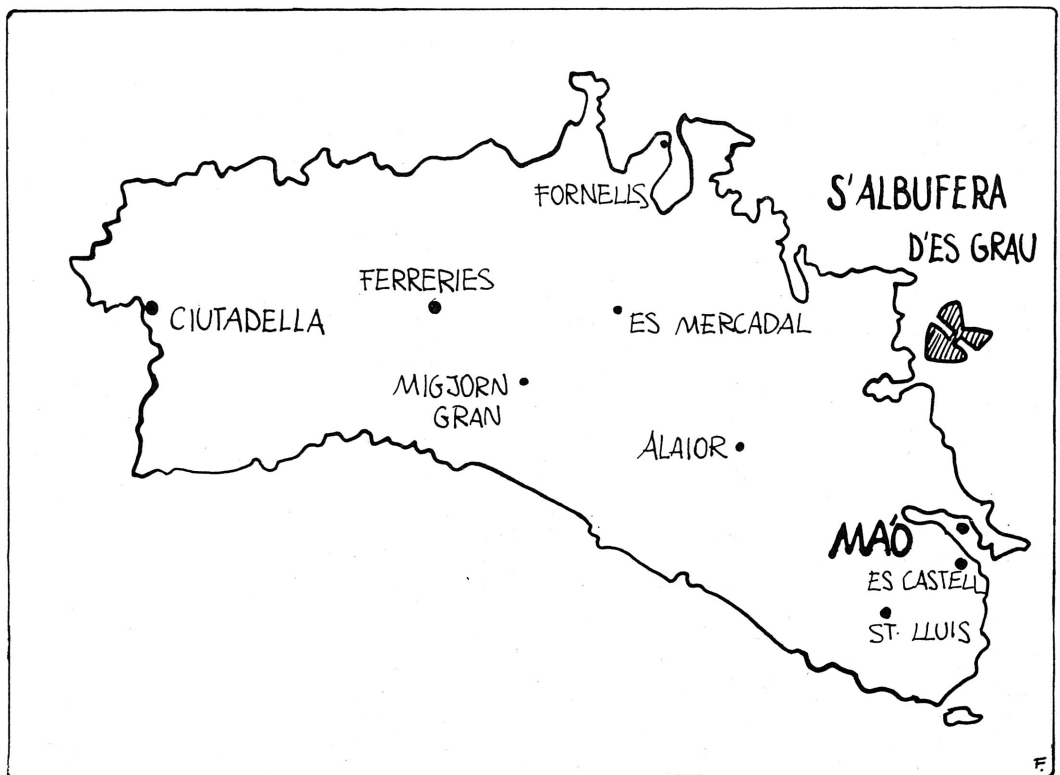 S'ALBUFERA
D'ES GRAU
FORNELLS
FERRERIES
CIUTADELLA
ES MERCADAL
MIGJORN
GRAN
ALAIOR
MAÓ
ES CASTELL
ST. LLUIS
F.